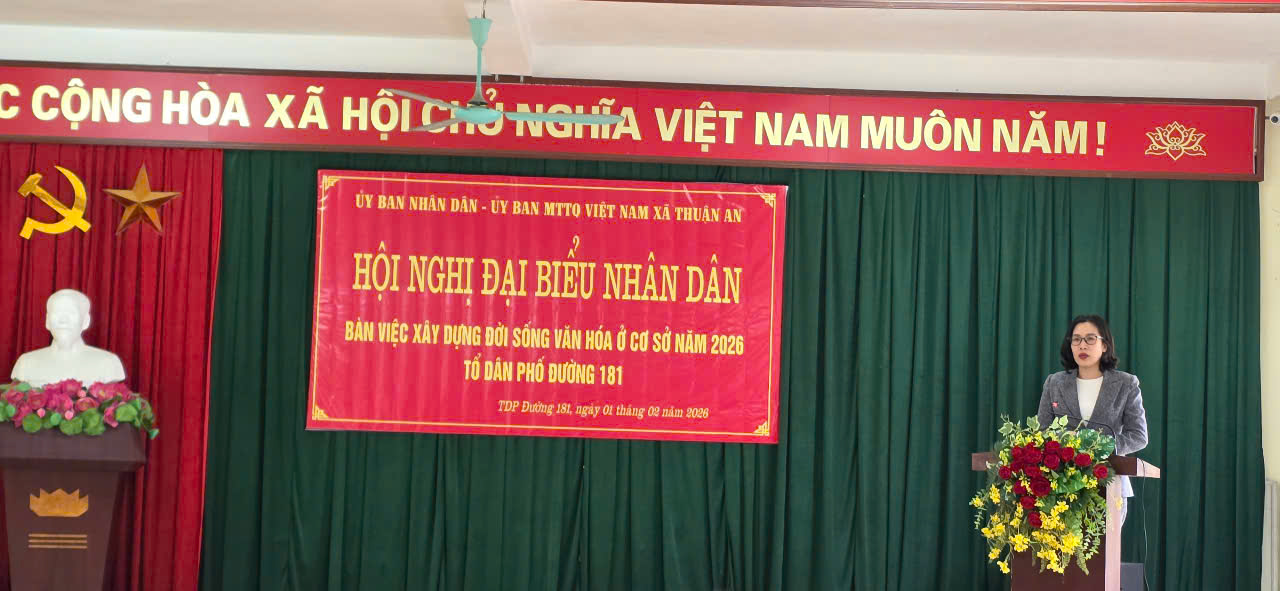 CỘNG HÒA XÃ HỘI CHỦ NGHĨA VIỆT NAM MUÔN NĂM!
ỦY BAN NHÂN DÂN - ỦY BAN MTTQ VIỆT NAM XÃ THUẬN AN
HỘI NGHỊ ĐẠI BIỂU NHÂN DÂN
BÀN VIỆC XÂY DỰNG ĐỜI SỐNG VĂN HÓA Ở CƠ SỞ NĂM 2026
TỔ DÂN PHỐ ĐƯỜNG 181
TDP Đường 181, ngày 01 tháng 02 năm 2026